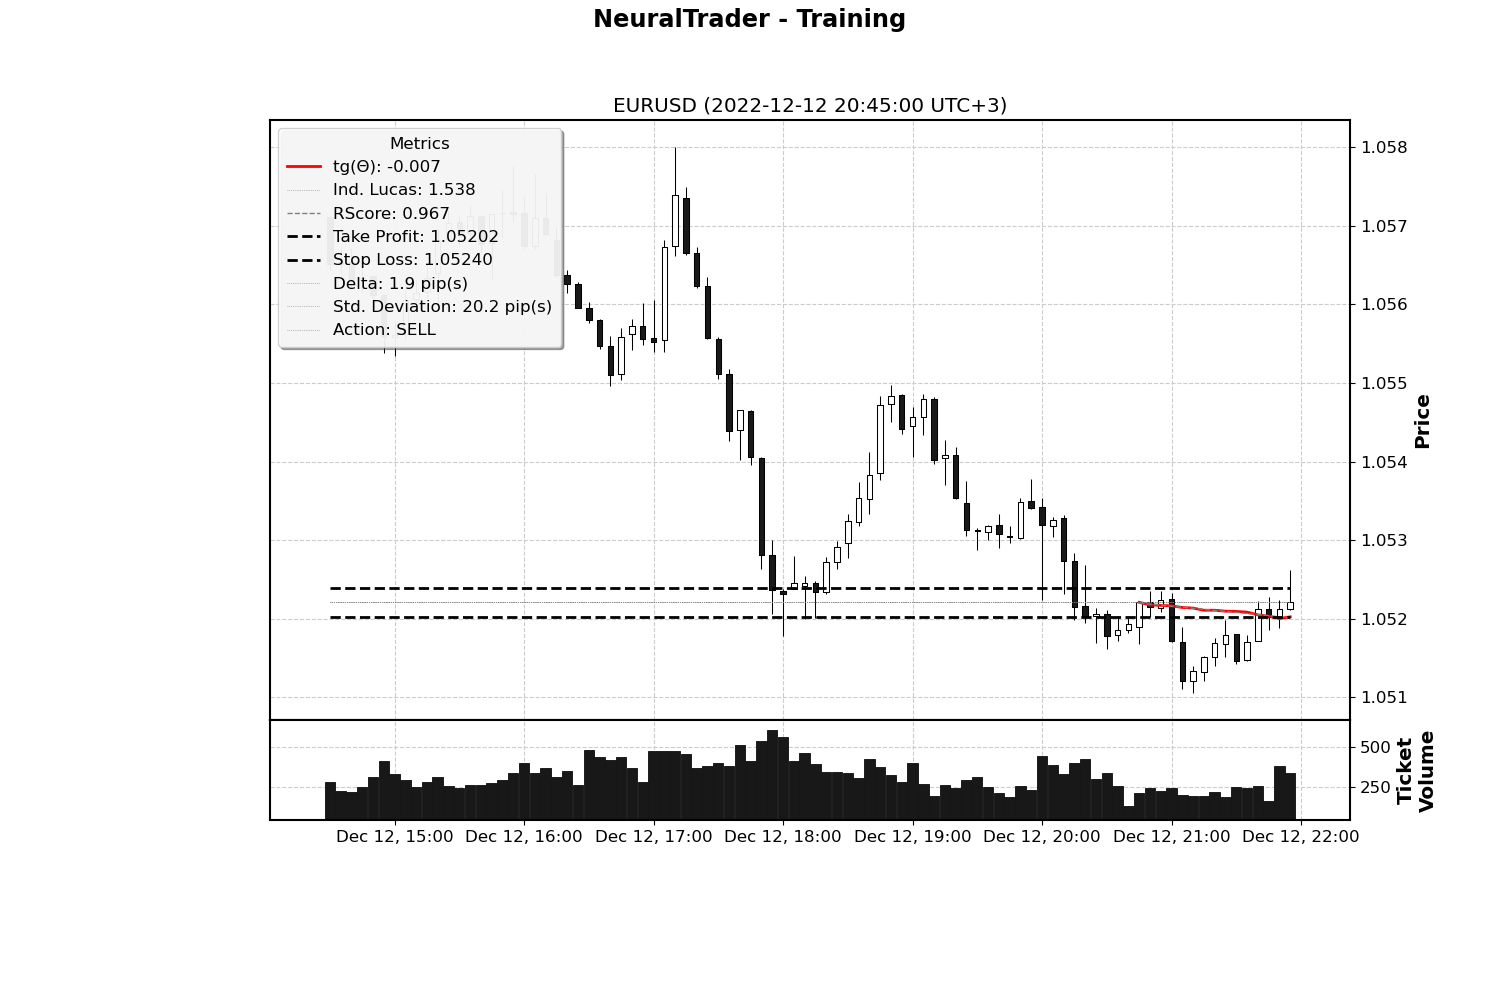 NeuralTrader - Training
EURUSD (2022-12-12 20:45:00 UTC+3)
Metrics
tg(Θ): -0.007
Ind. Lucas: 1.538
RScore: 0.967
Take Profit: 1.05202
Stop Loss: 1.05240
Delta: 1.9 pip(s)
Std. Deviation: 20.2 pip(s)
Action: SELL
1.058
1.057
1.056
1.055
1.054
1.053
1.052
1.051
Price
500
250
Ticket
Volume
Dec 12, 15:00 Dec 12, 16:00 Dec 12, 17:00 Dec 12, 18:00 Dec 12, 19:00 Dec 12, 20:00 Dec 12, 21:00 Dec 12, 22:00